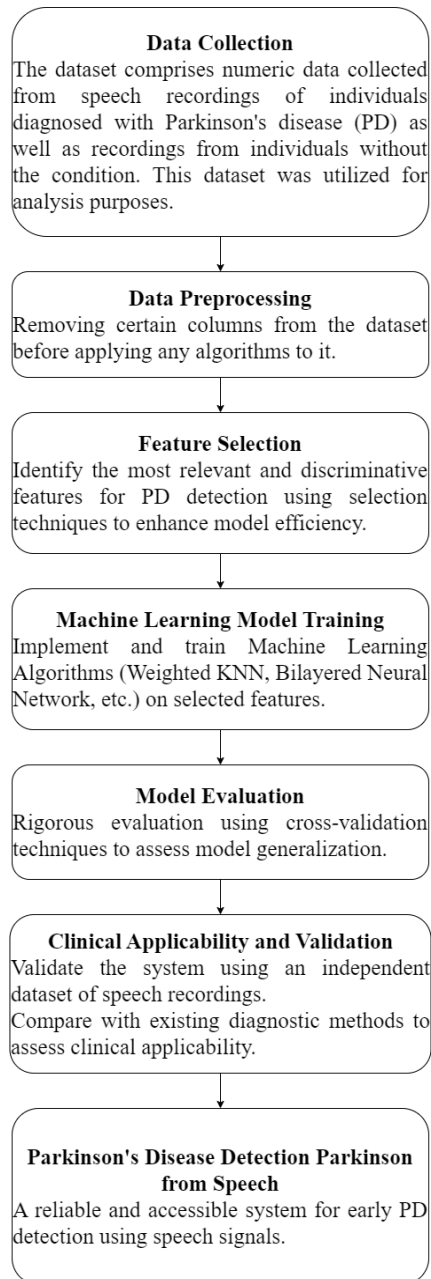 Data Collection
The dataset comprises numeric data collected
from speech recordings of individuals
diagnosed with Parkinson's disease (PD) as
well as recordings from individuals without
the condition. This dataset was utilized for
analysis purposes.
Data Preprocessing
Removing certain columns from the dataset
before applying any algorithms to it.
Feature Selection
Identify the most relevant and discriminative
features for PD detection using selection
techniques to enhance model efficiency.
Machine Learning Model Training
Implement and train Machine Learning
Algorithms (Weighted KNN, Bilayered Neural
Network, etc.) on selected features.
Model Evaluation
Rigorous evaluation using cross-validation
techniques to assess model generalization.
Clinical Applicability and Validation
Validate the system using an independent
dataset of speech recordings.
Compare with existing diagnostic methods to
assess clinical applicability.
Parkinson's Disease Detection Parkinson
from Speech
A reliable and accessible system for early PD
detection using speech signals.